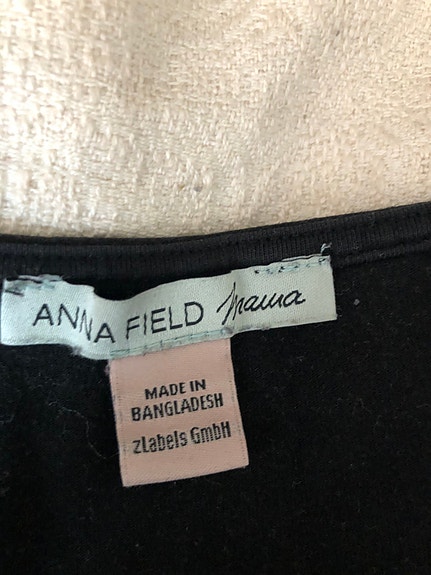 ANNA FIELD mama
MADE IN
BANGLADESH
zLabels GmbH